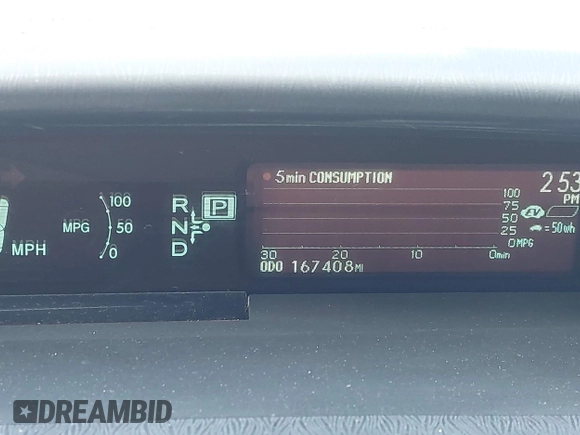 MPH
MPG
100
50
0
R
N
D
P
5min CONSUMPTION
100
75
50
25
0MPG
30 20 10 0min
ODO 167408MI
2 53
PM
EV
= 50wh
DREAMBID